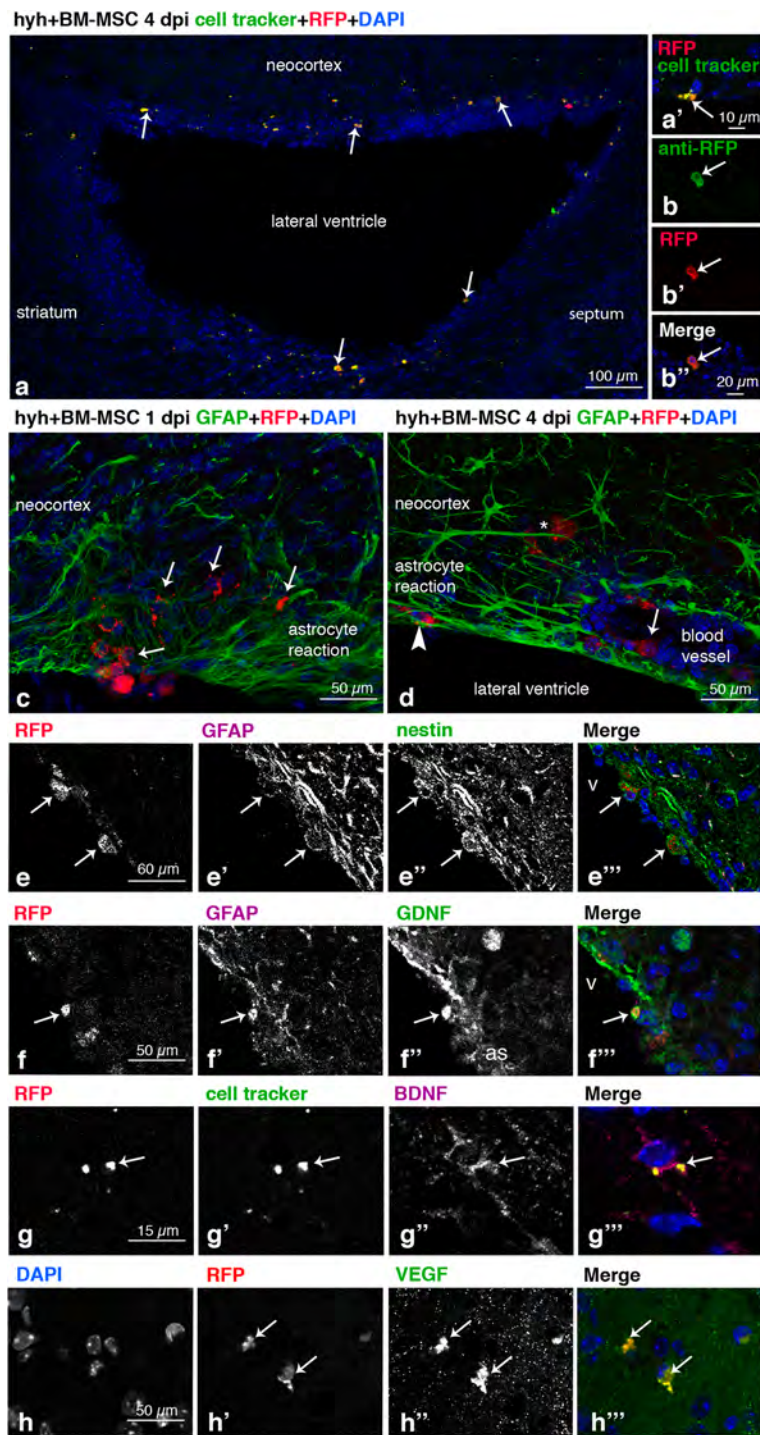 hyh+BM-MSC 4 dpi cell tracker+RFP+DAPI
neocortex
lateral ventricle
striatum
septum
a
100 µm
RFP
cell tracker
a'
10 µm
anti-RFP
b
RFP
b'
Merge
b''
20 µm
hyh+BM-MSC 1 dpi GFAP+RFP+DAPI
neocortex
astrocyte
reaction
c
50 µm
hyh+BM-MSC 4 dpi GFAP+RFP+DAPI
neocortex
*
astrocyte
reaction
blood
vessel
lateral ventricle
d
50 µm
RFP GFAP nestin Merge
v
e 60 µm e' e'' e'''
RFP GFAP GDNF Merge
v
as
f 50 µm f' f'' f'''
RFP cell tracker BDNF Merge
g 15 µm g' g'' g'''
DAPI RFP VEGF Merge
h 50 µm h' h'' h'''